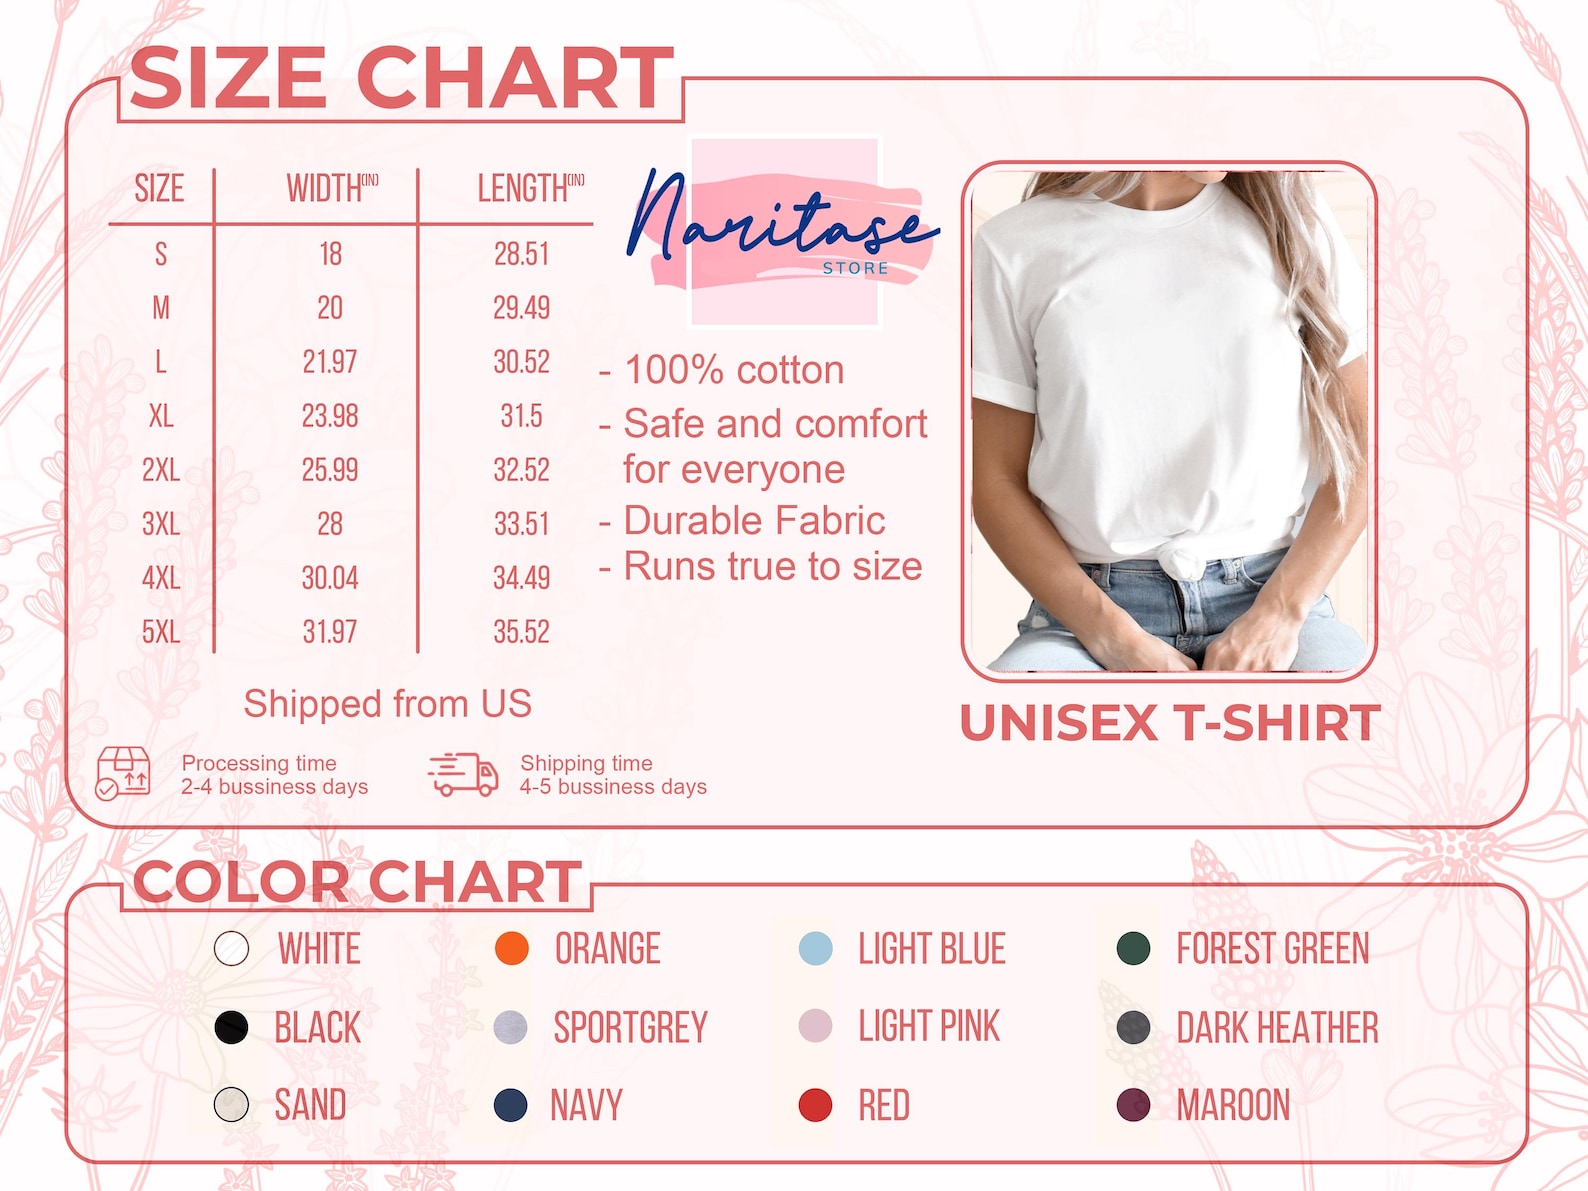 SIZE CHART
SIZE WIDTH(IN) LENGTH(IN)
S 18 28.51
M 20 29.49
L 21.97 30.52
XL 23.98 31.5
2XL 25.99 32.52
3XL 28 33.51
4XL 30.04 34.49
5XL 31.97 35.52
Naritase
STORE
- 100% cotton
- Safe and comfort
for everyone
- Durable Fabric
- Runs true to size
UNISEX T-SHIRT
Shipped from US
Processing time
2-4 bussiness days
Shipping time
4-5 bussiness days
COLOR CHART
WHITE ORANGE LIGHT BLUE FOREST GREEN
BLACK SPORTGREY LIGHT PINK DARK HEATHER
SAND NAVY RED MAROON